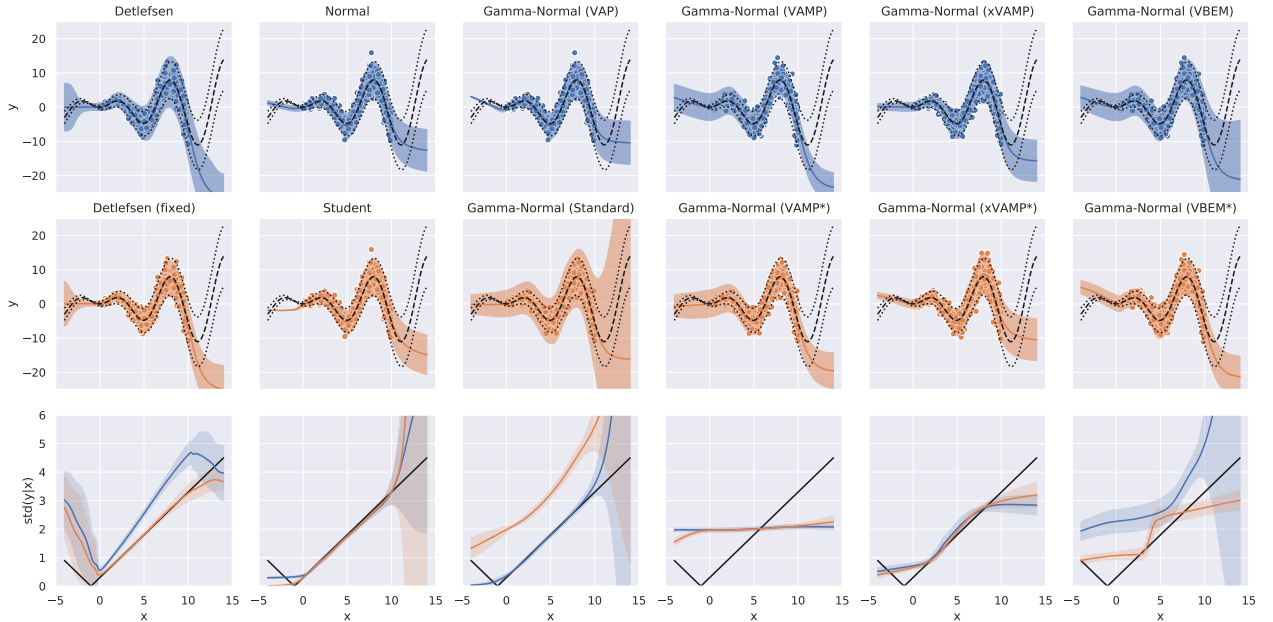 Detlefsen Normal Gamma-Normal (VAP) Gamma-Normal (VAMP) Gamma-Normal (xVAMP) Gamma-Normal (VBEM)
20
10
0
−10
−20
y
Detlefsen (fixed) Student Gamma-Normal (Standard) Gamma-Normal (VAMP*) Gamma-Normal (xVAMP*) Gamma-Normal (VBEM*)
20
10
0
−10
−20
y
6
5
4
3
2
1
0
std(y|x)
−5 0 5 10 15 −5 0 5 10 15 −5 0 5 10 15 −5 0 5 10 15 −5 0 5 10 15 −5 0 5 10 15
x x x x x x